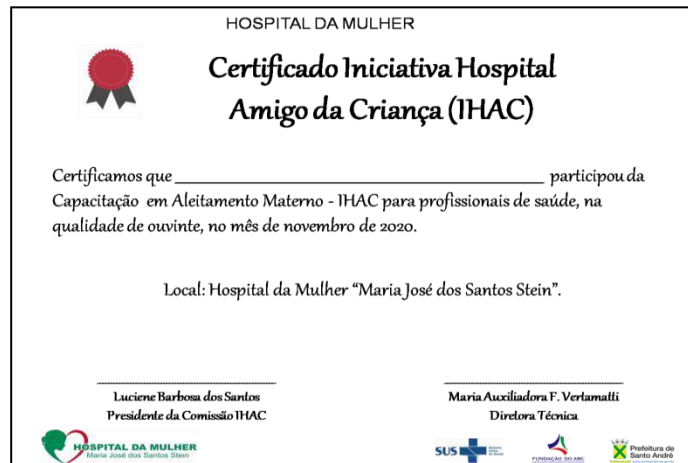 HOSPITAL DA MULHER
Certificado Iniciativa Hospital
Amigo da Criança (IHAC)
Certificamos que ______________________________ participou da
Capacitação em Aleitamento Materno - IHAC para profissionais de saúde, na
qualidade de ouvinte, no mês de novembro de 2020.
Local: Hospital da Mulher “Maria José dos Santos Stein”.
Luciene Barbosa dos Santos
Presidente da Comissão IHAC
Maria Auxiliadora F. Vertamatti
Diretora Técnica
HOSPITAL DA MULHER
Maria José dos Santos Stein
SUS
FUNDAÇÃO DO ABC
Prefeitura de
Santo André